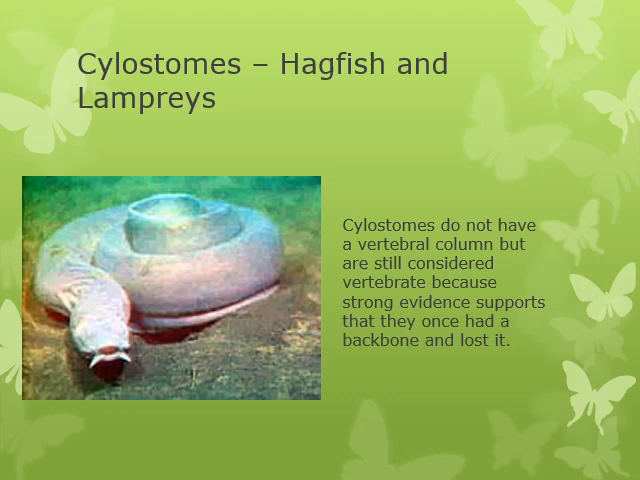 Cylostomes – Hagfish and
Lampreys
Cylostomes do not have
a vertebral column but
are still considered
vertebrate because
strong evidence supports
that they once had a
backbone and lost it.